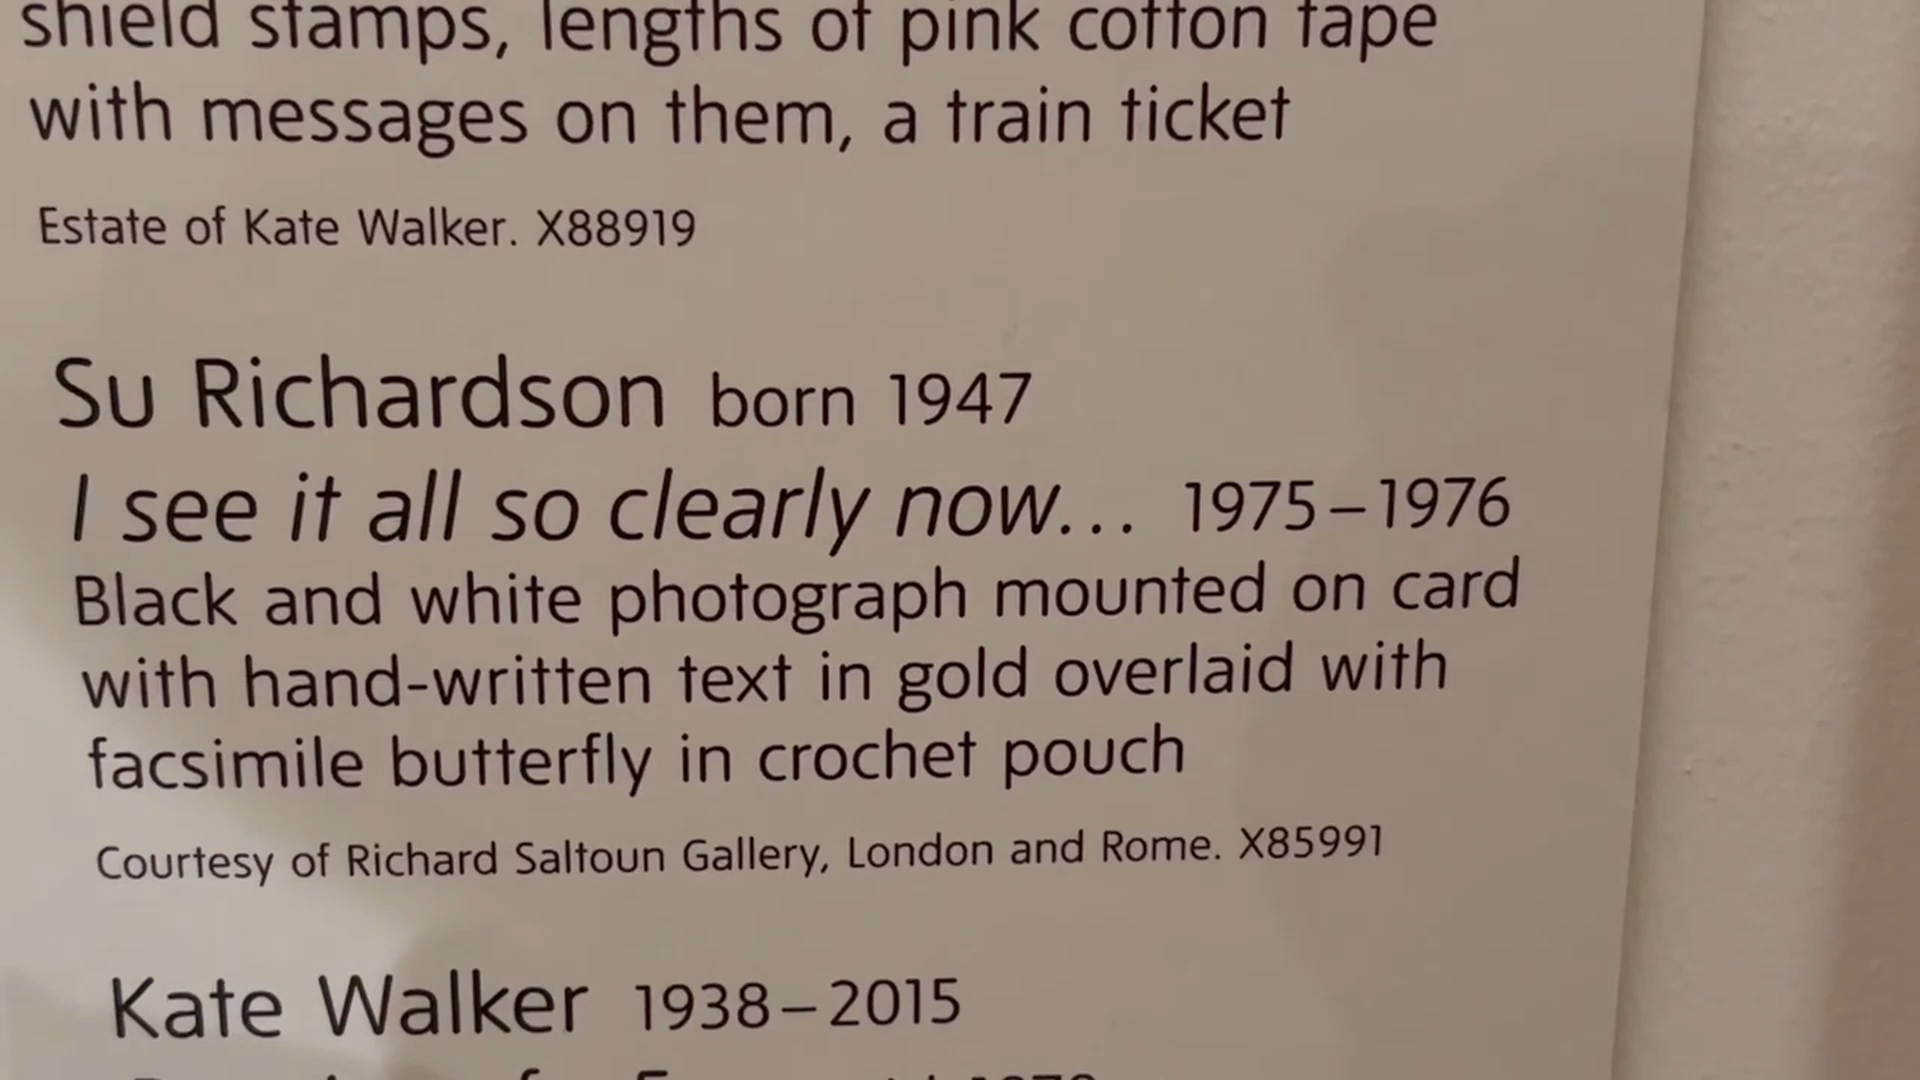 shield stamps, lengths of pink cotton tape
with messages on them, a train ticket
Estate of Kate Walker. X88919
Su Richardson born 1947
I see it all so clearly now... 1975–1976
Black and white photograph mounted on card
with hand-written text in gold overlaid with
facsimile butterfly in crochet pouch
Courtesy of Richard Saltoun Gallery, London and Rome. X85991
Kate Walker 1938–2015